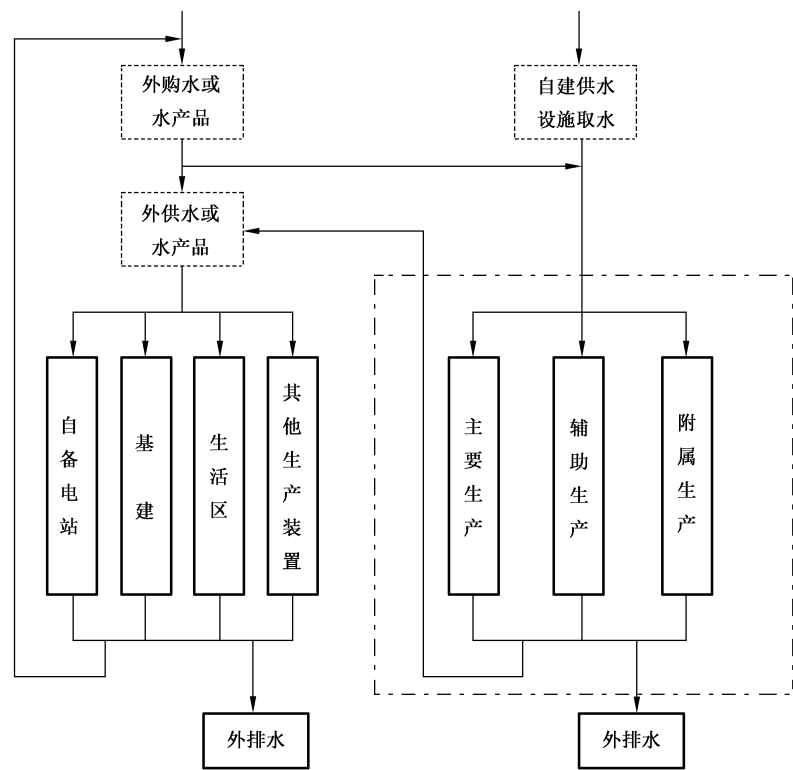 外购水或
水产品
自建供水
设施取水
外供水或
水产品
自备电站
基建
生活区
其他生产装置
主要生产
辅助生产
附属生产
外排水
外排水